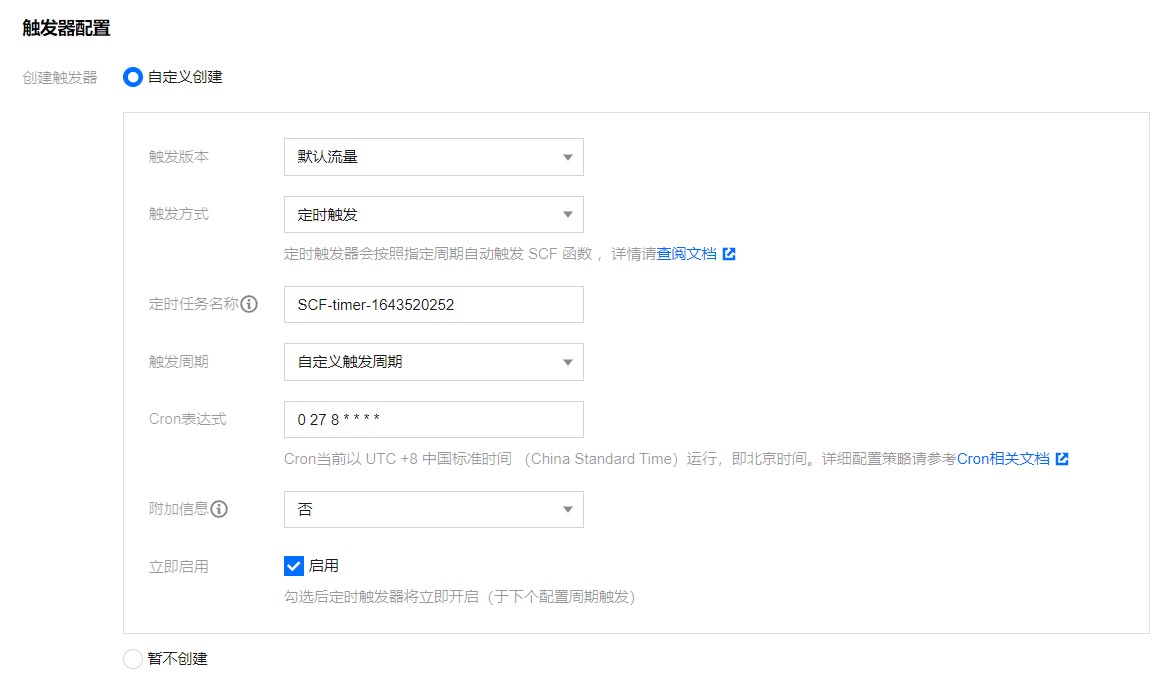 触发器配置
创建触发器 自定义创建
触发版本 默认流量
触发方式 定时触发
定时触发器会按照指定周期自动触发 SCF 函数，详情请查阅文档
定时任务名称 SCF-timer-1643520252
触发周期 自定义触发周期
Cron表达式 0 27 8 * * * *
Cron当前以 UTC +8 中国标准时间 （China Standard Time）运行，即北京时间。详细配置策略请参考Cron相关文档
附加信息 否
立即启用 启用
勾选后定时触发器将立即开启（于下个配置周期触发）
暂不创建